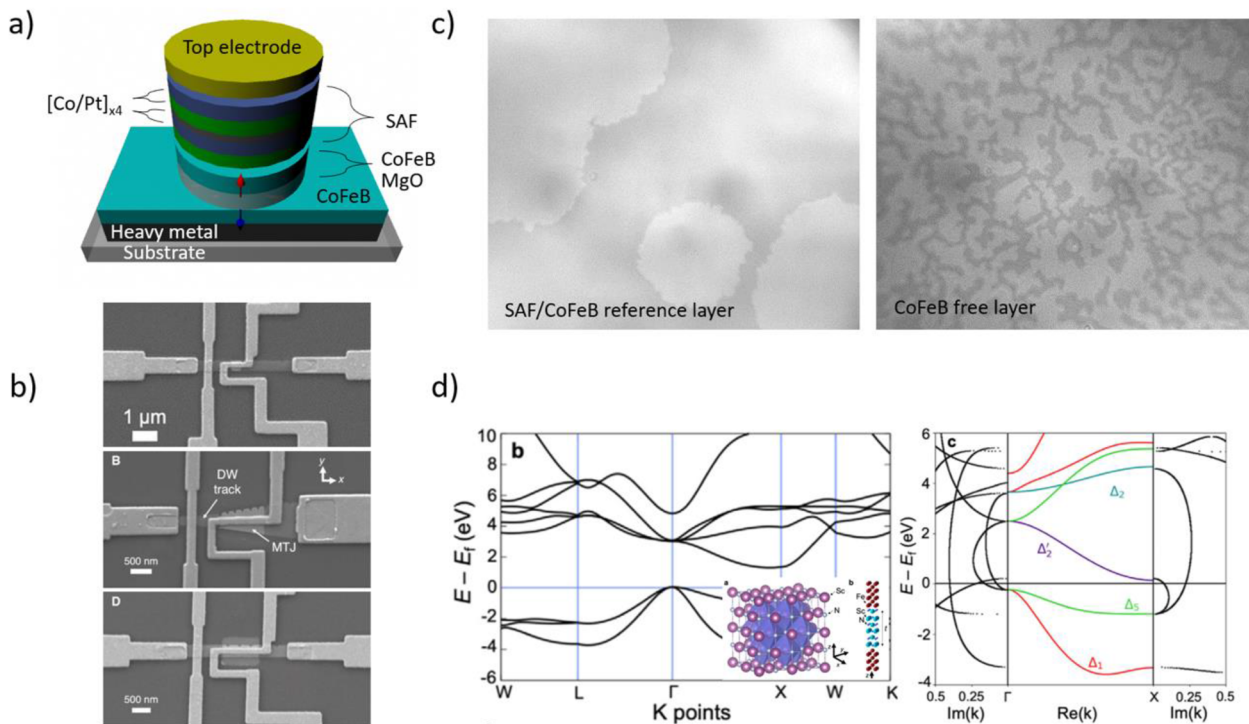 a)
Top electrode
[Co/Pt]x4
SAF
CoFeB
MgO
CoFeB
Heavy metal
Substrate
b)
1 μm
B
DW
track
y
x
MTJ
500 nm
D
500 nm
c)
SAF/CoFeB reference layer
CoFeB free layer
d)
b
E − Ef (eV)
10
8
6
4
2
0
-2
-4
-6
W
L
Γ
X
W
K
K points
a
Sc
N
b
Fe
Sc
N
c
E − Ef (eV)
6
4
2
0
-2
-4
Δ2
Δ′2
Δ5
Δ1
0.5
0.25
Γ
X
0.25
0.5
Im(k)
Re(k)
Im(k)